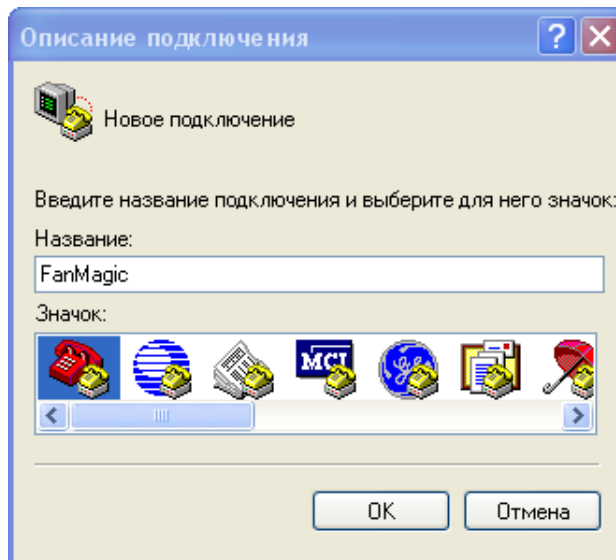 Описание подключения
Новое подключение
Введите название подключения и выберите для него значок:
Название:
FanMagic
Значок:
MCI
OK
Отмена